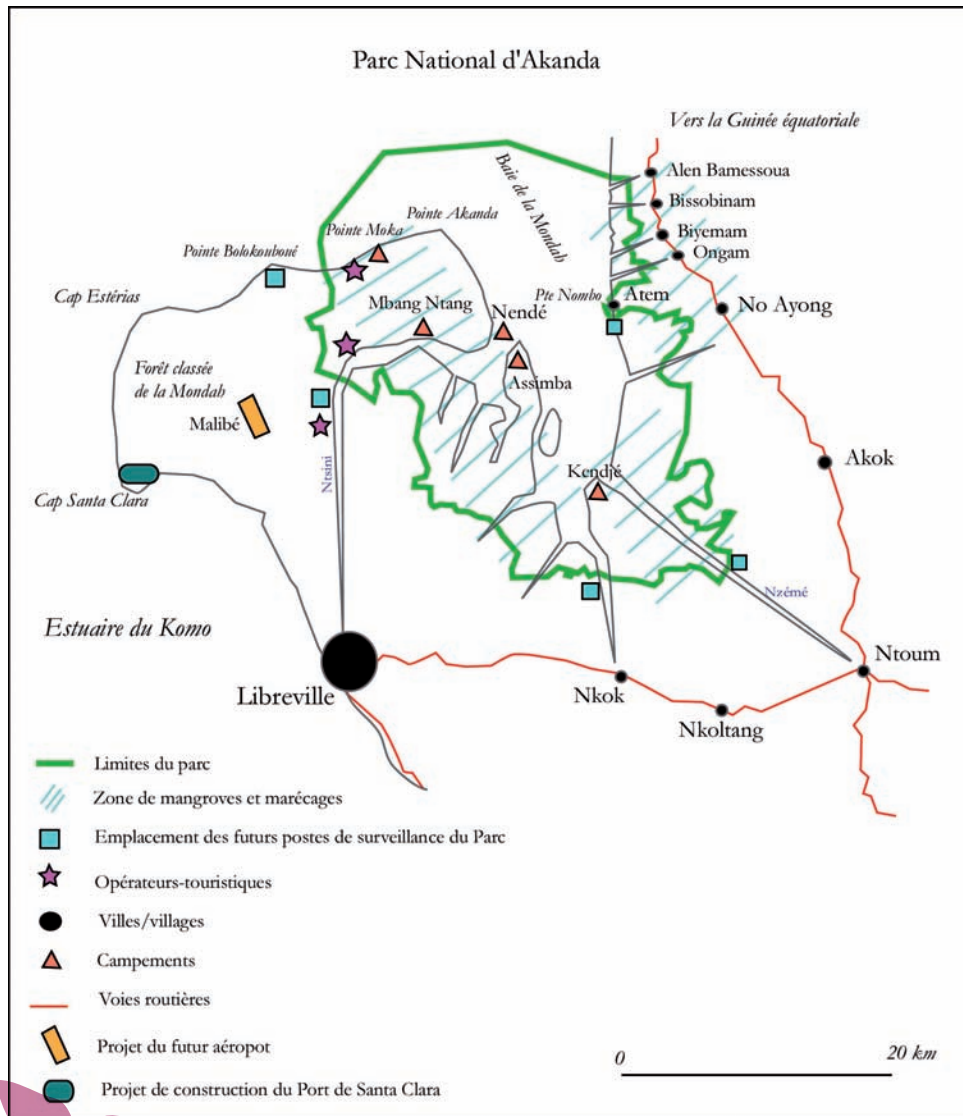 Parc National d'Akanda
Vers la Guinée équatoriale
Alen Bamessoua
Baie de la Mondah
Bissobinam
Pointe Akanda
Pointe Moka
Biyemam
Pointe Bolokouboué
Ongam
Cap Estérias
Mbang Ntang
Nendé
Pte Nombo
Atem
No Ayong
Forêt classée
de la Mondah
Assimba
Malibé
Akok
Ntsini
Kendjé
Cap Santa Clara
Nzémé
Estuaire du Komo
Ntoum
Libreville
Nkok
Nkoltang
Limites du parc
Zone de mangroves et marécages
Emplacement des futurs postes de surveillance du Parc
Opérateurs-touristiques
Villes/villages
Campements
Voies routières
Projet du futur aéropot
0 20 km
Projet de construction du Port de Santa Clara